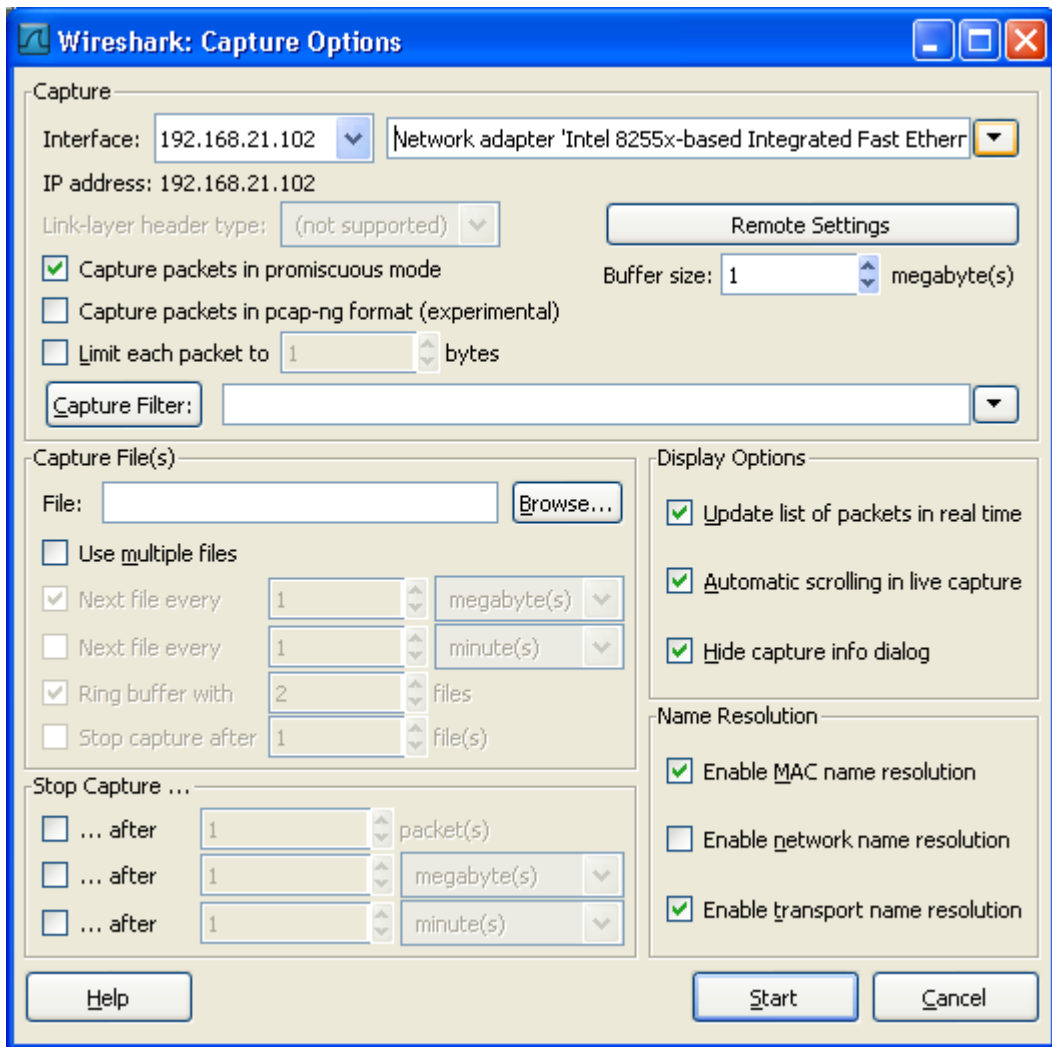 Wireshark: Capture Options
Capture
Interface: 192.168.21.102 Network adapter 'Intel 8255x-based Integrated Fast Ethern
IP address: 192.168.21.102
Link-layer header type: (not supported) Remote Settings
Capture packets in promiscuous mode Buffer size: 1 megabyte(s)
Capture packets in pcap-ng format (experimental)
Limit each packet to 1 bytes
Capture Filter:
Capture File(s)
File: Browse...
Use multiple files
Next file every 1 megabyte(s)
Next file every 1 minute(s)
Ring buffer with 2 files
Stop capture after 1 file(s)
Stop Capture ...
... after 1 packet(s)
... after 1 megabyte(s)
... after 1 minute(s)
Display Options
Update list of packets in real time
Automatic scrolling in live capture
Hide capture info dialog
Name Resolution
Enable MAC name resolution
Enable network name resolution
Enable transport name resolution
Help Start Cancel